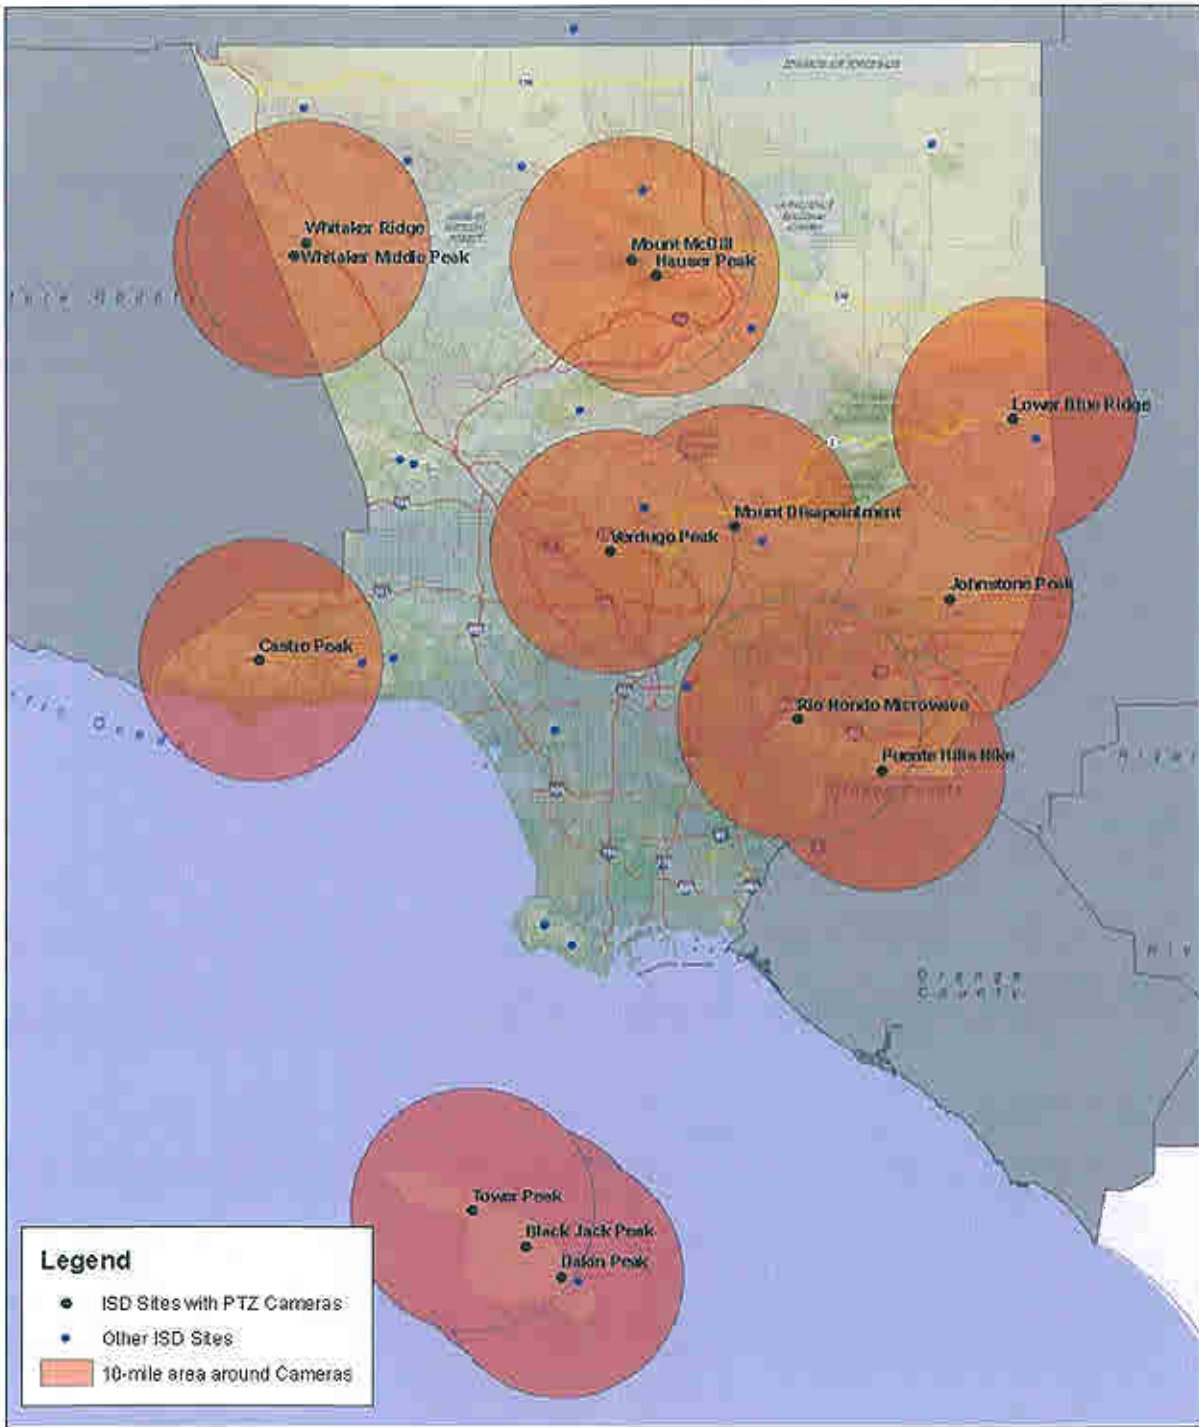 Whitaker Ridge
Whitaker Middle Peak
Mount McDill
Hauser Peak
Lower Blue Ridge
Mount Disapointment
Verdugo Peak
Johnstone Peak
Castro Peak
Rio Hondo Microwave
Puente Hills Nike
Orange
County
Tower Peak
Black Jack Peak
Dakin Peak
Legend
ISD Sites with PTZ Cameras
Other ISD Sites
10-mile area around Cameras